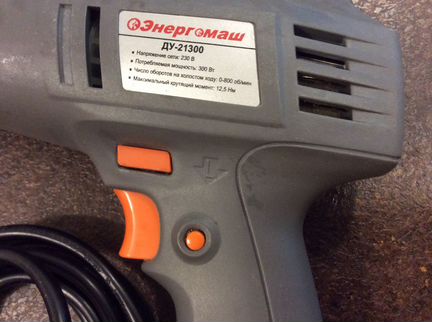 Энергомаш
ДУ-21300
• Напряжение сети: 230 В
• Потребляемая мощность: 300 Вт
• Число оборотов на холостом ходу: 0-800 об/мин
• Максимальный крутящий момент: 12,5 Нм